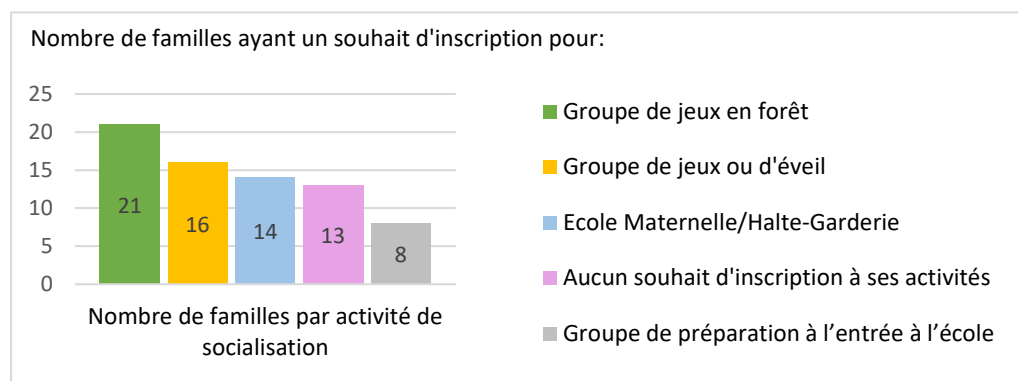 Nombre de familles ayant un souhait d'inscription pour:
25
20
15
10
5
0
21
16
14
13
8
Nombre de familles par activité de
socialisation
Groupe de jeux en forêt
Groupe de jeux ou d'éveil
Ecole Maternelle/Halte-Garderie
Aucun souhait d'inscription à ses activités
Groupe de préparation à l’entrée à l’école